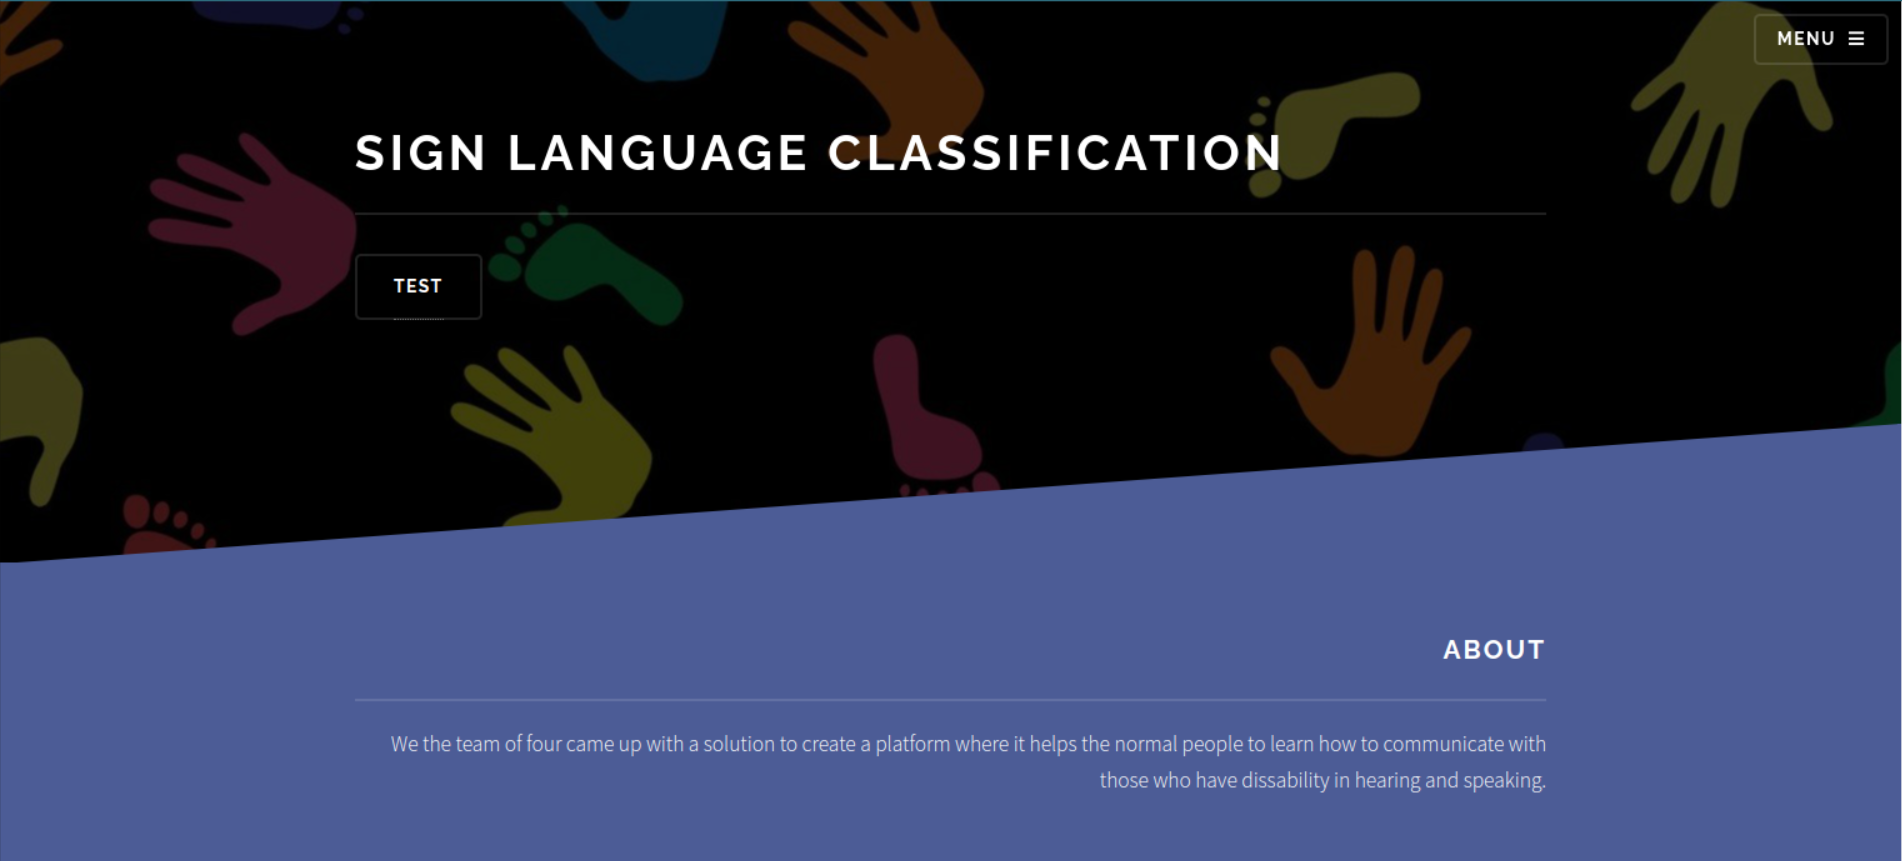 MENU
SIGN LANGUAGE CLASSIFICATION
TEST
ABOUT
We the team of four came up with a solution to create a platform where it helps the normal people to learn how to communicate with
those who have dissability in hearing and speaking.